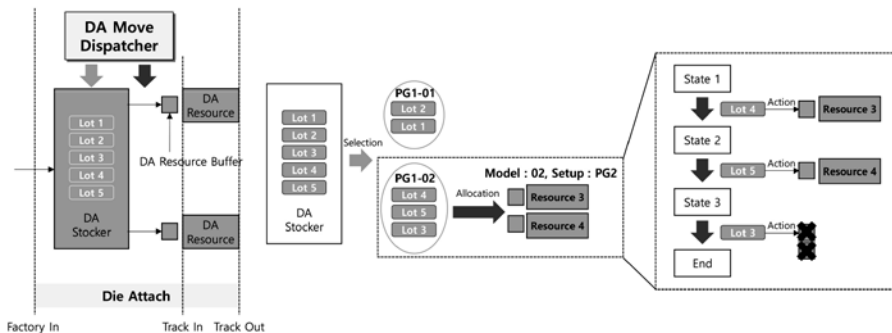 DA Move
Dispatcher
DA
Resource
Lot 1
Lot 2
Lot 3
Lot 4
Lot 5
DA Resource Buffer
DA
Stocker
DA
Resource
Die Attach
Factory In
Track In
Track Out
Lot 1
Lot 2
Lot 3
Lot 4
Lot 5
DA
Stocker
Selection
PG1-01
Lot 2
Lot 1
PG1-02
Lot 4
Lot 5
Lot 3
Allocation
Model : 02, Setup : PG2
Resource 3
Resource 4
State 1
Lot 4
Action
Resource 3
State 2
Lot 5
Action
Resource 4
State 3
Lot 3
Action
End